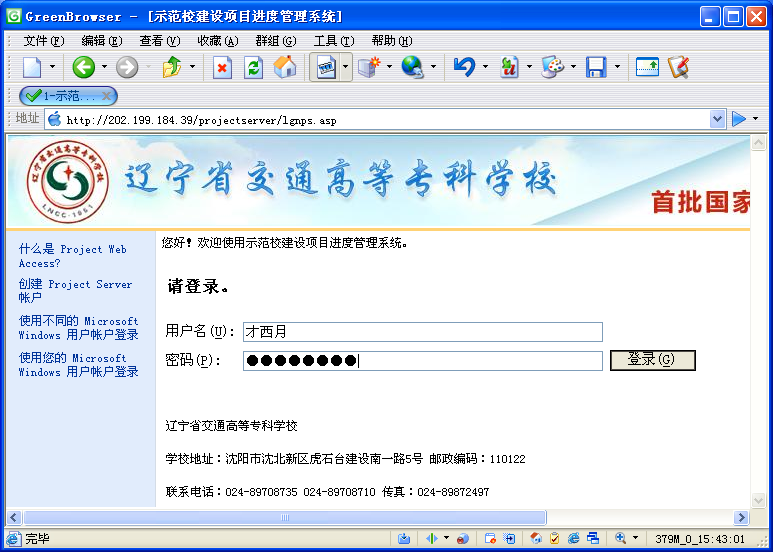 GreenBrowser - [示范校建设项目进度管理系统]
文件(F) 编辑(E) 查看(V) 收藏(A) 群组(G) 工具(T) 帮助(H)
1-示范...
地址 http://202.199.184.39/projectserver/lgnps.asp
辽宁省交通高等专科学校
LNCC-1951
首批国家
什么是 Project Web
Access?
创建 Project Server
帐户
使用不同的 Microsoft
Windows 用户帐户登录
使用您的 Microsoft
Windows 用户帐户登录
您好! 欢迎使用示范校建设项目进度管理系统。
请登录。
用户名(U): 才西月
密码(P): ●●●●●●●●
登录(G)
辽宁省交通高等专科学校
学校地址:沈阳市沈北新区虎石台建设南一路5号 邮政编码:110122
联系电话:024-89708735 024-89708710 传真:024-89872497
完毕
379M_0_15:43:01